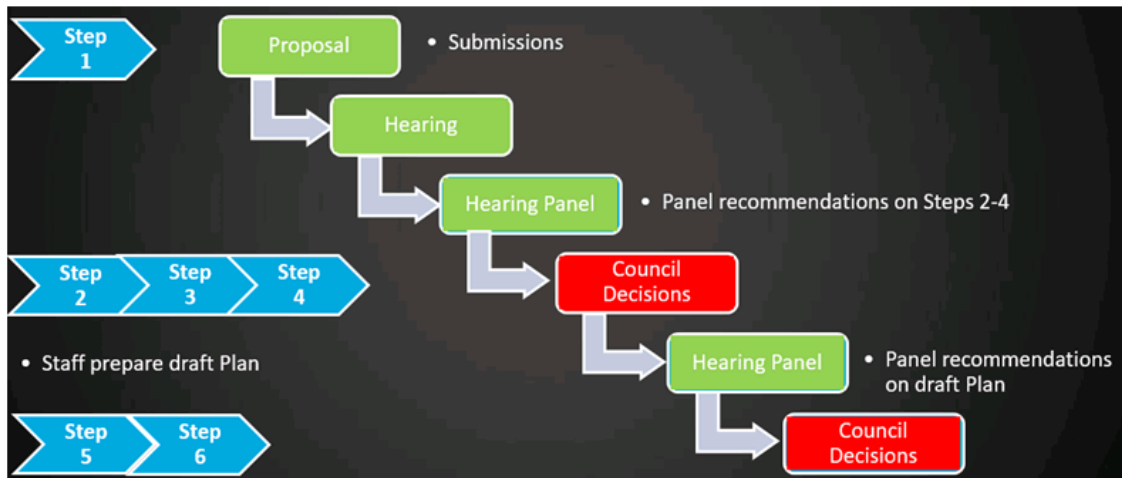 Step
1
Proposal
• Submissions
Hearing
Hearing Panel
• Panel recommendations on Steps 2-4
Step
2
Step
3
Step
4
Council
Decisions
• Staff prepare draft Plan
Hearing Panel
• Panel recommendations
on draft Plan
Step
5
Step
6
Council
Decisions